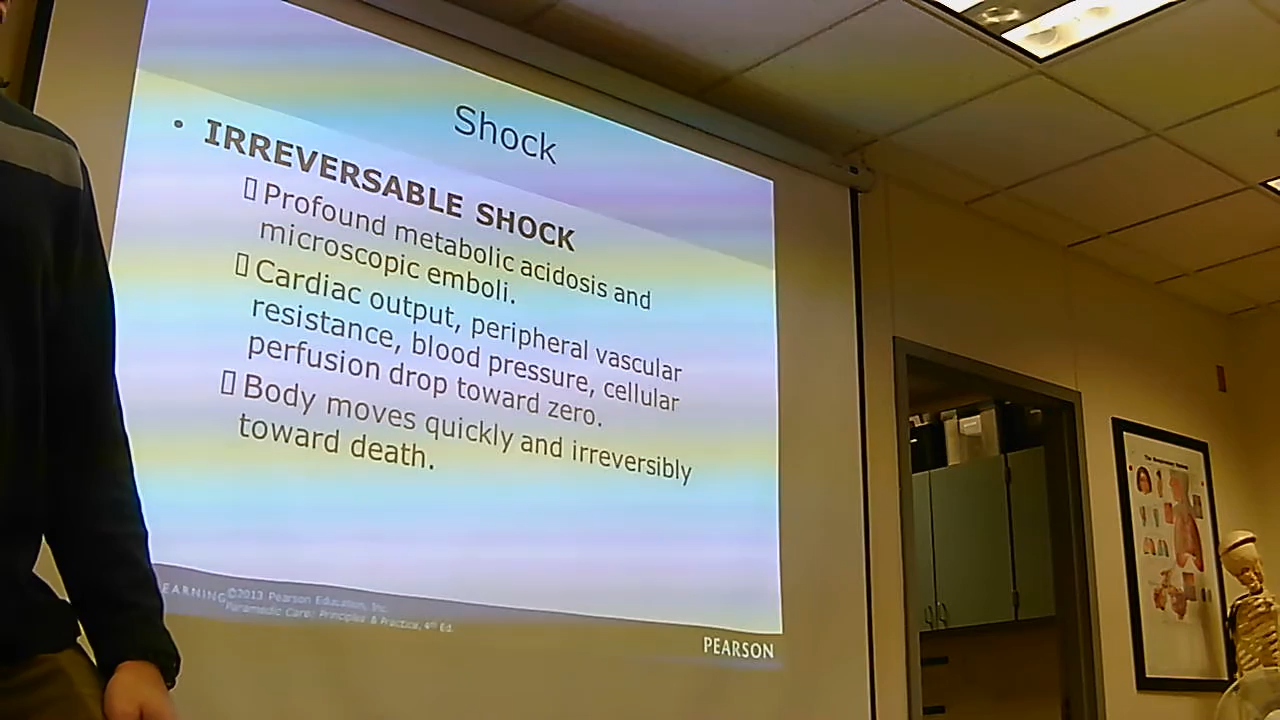 Shock
• IRREVERSABLE SHOCK
Profound metabolic acidosis and
microscopic emboli.
Cardiac output, peripheral vascular
resistance, blood pressure, cellular
perfusion drop toward zero.
Body moves quickly and irreversibly
toward death.
EARNING ©2013 Pearson Education, Inc.
Paramedic Care: Principles & Practice, 4th Ed.
PEARSON